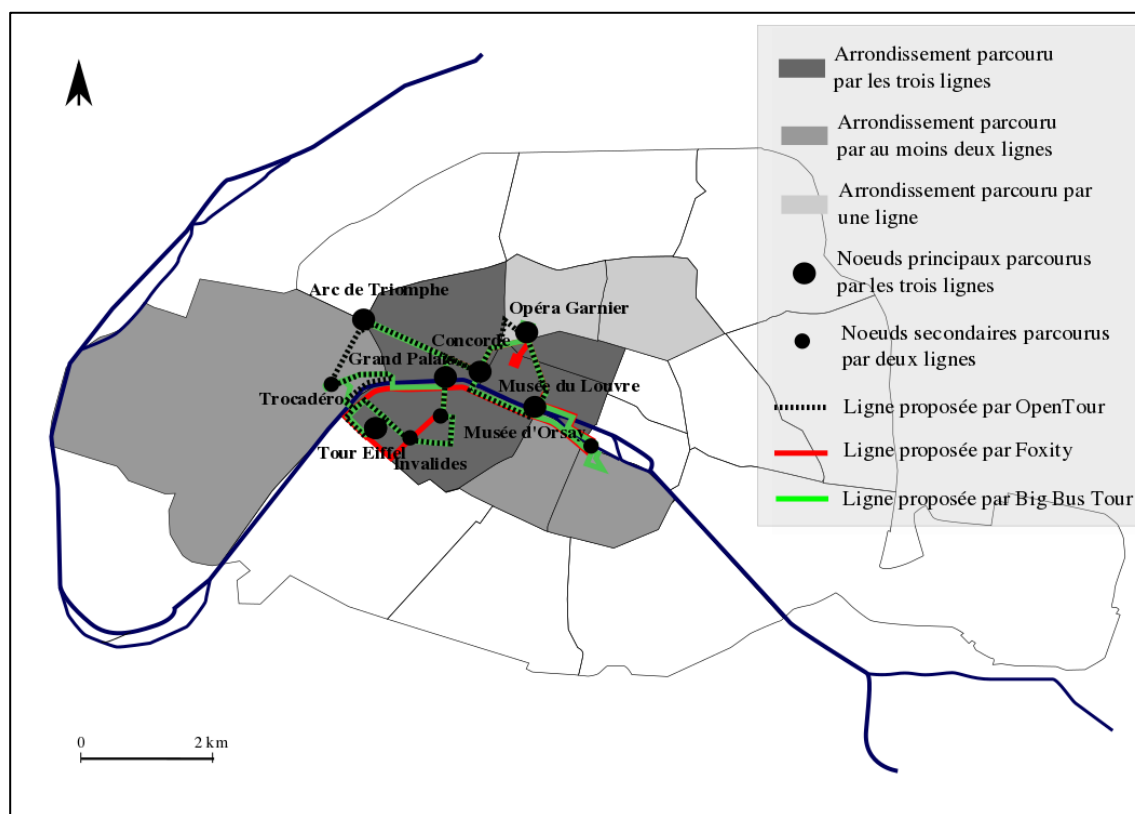 Arrondissement parcouru
par les trois lignes
Arrondissement parcouru
par au moins deux lignes
Arrondissement parcouru par
une ligne
Noeuds principaux parcourus
par les trois lignes
Noeuds secondaires parcourus
par deux lignes
Ligne proposée par OpenTour
Ligne proposée par Foxity
Ligne proposée par Big Bus Tour
Arc de Triomphe
Opéra Garnier
Concorde
Grand Palais
Trocadéro
Musée du Louvre
Musée d'Orsay
Tour Eiffel
Invalides
0 2 km